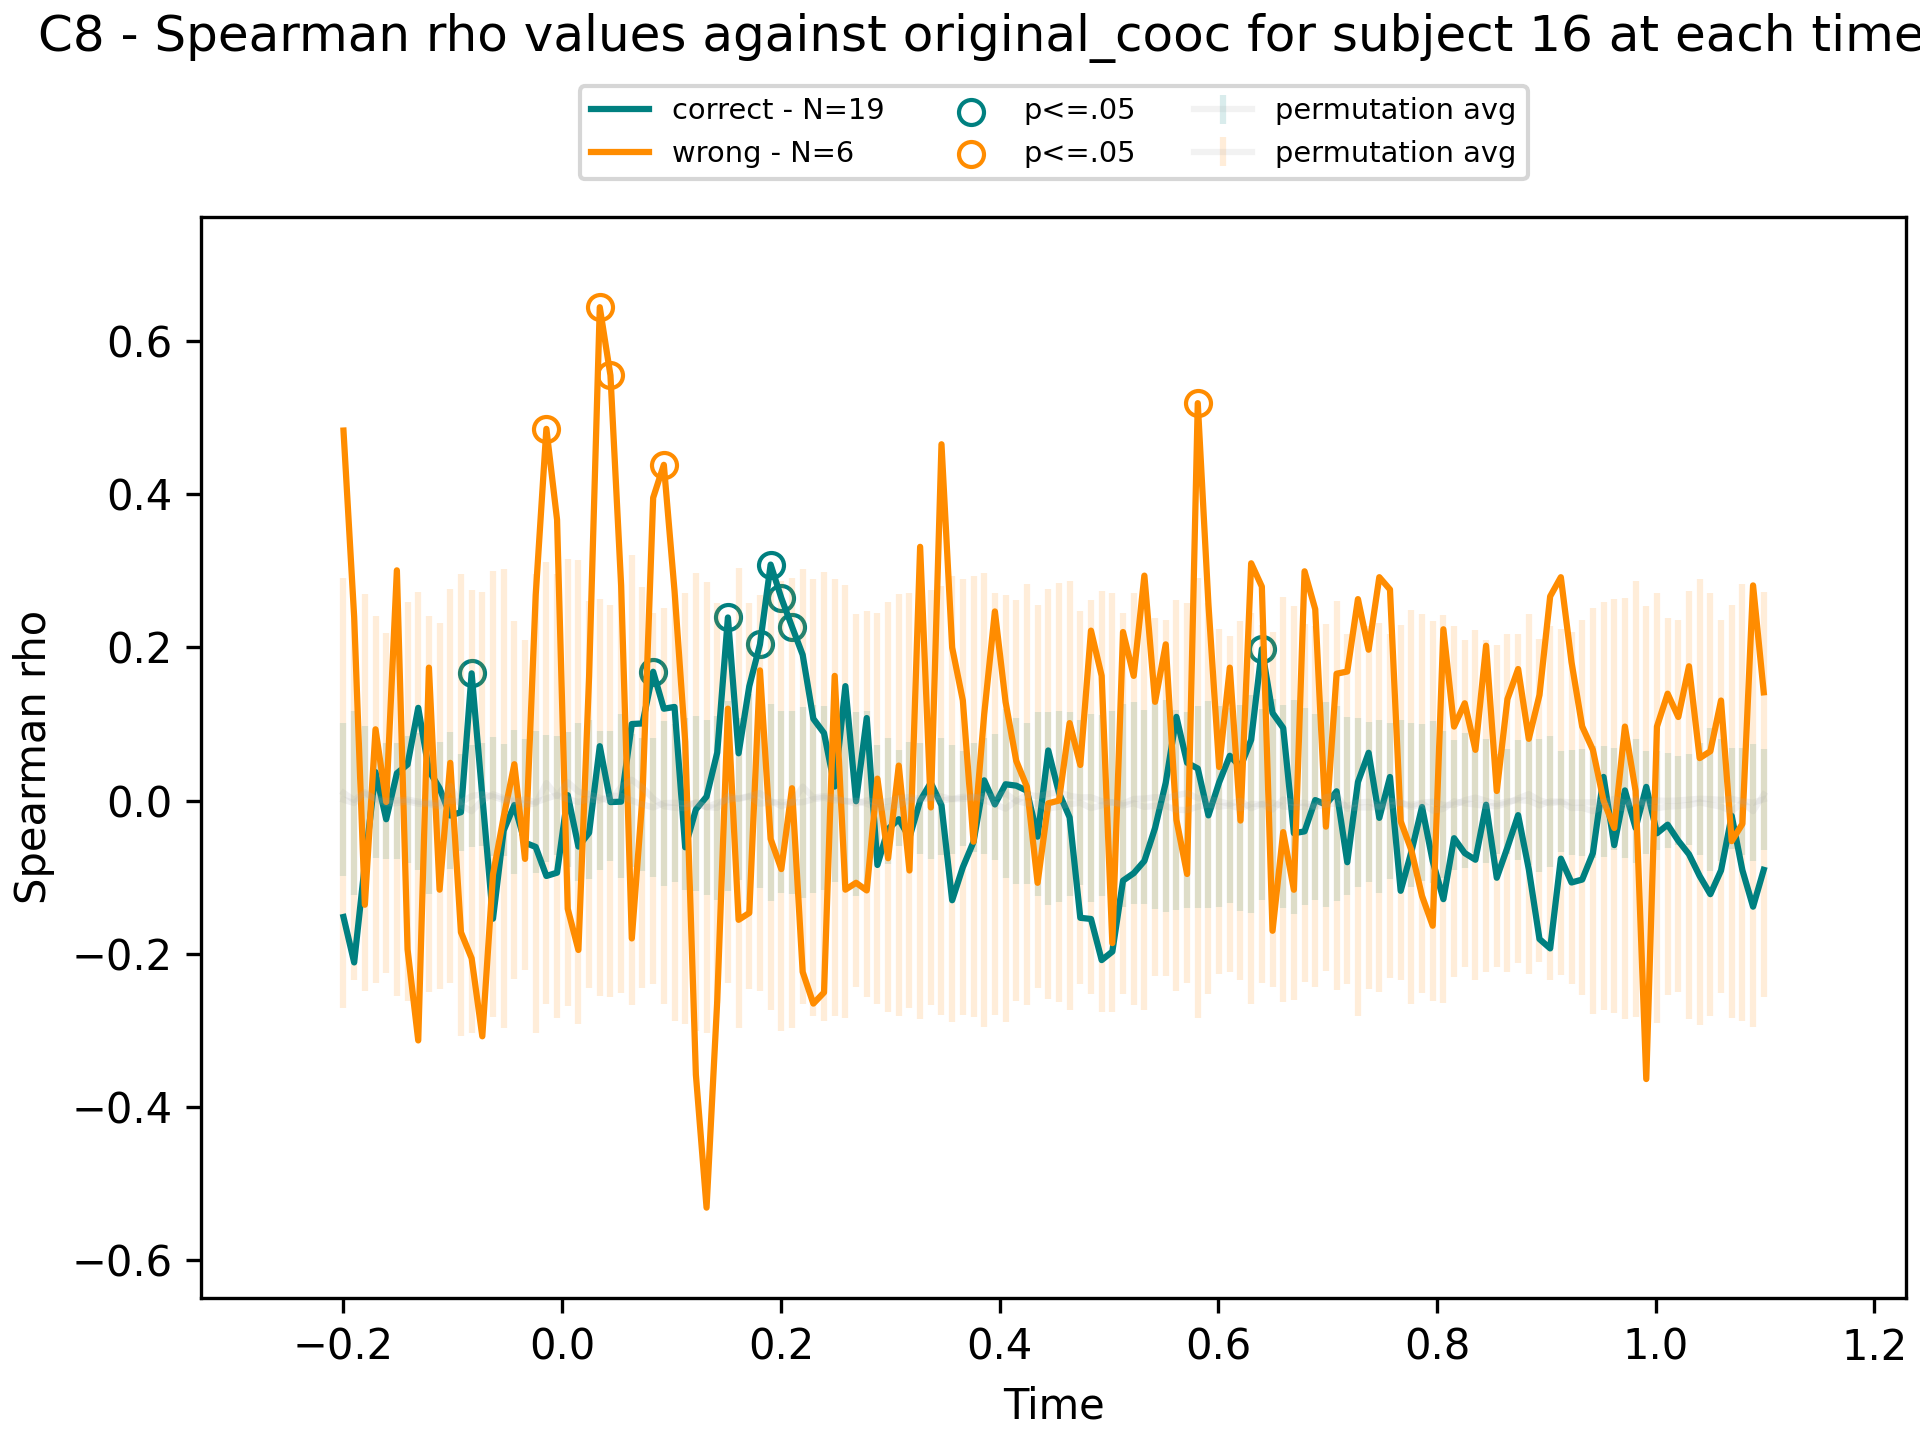 C8 - Spearman rho values against original_cooc for subject 16 at each time
correct - N=19
wrong - N=6
p<=.05
p<=.05
permutation avg
permutation avg
Spearman rho
0.6
0.4
0.2
0.0
−0.2
−0.4
−0.6
−0.2 0.0 0.2 0.4 0.6 0.8 1.0 1.2
Time